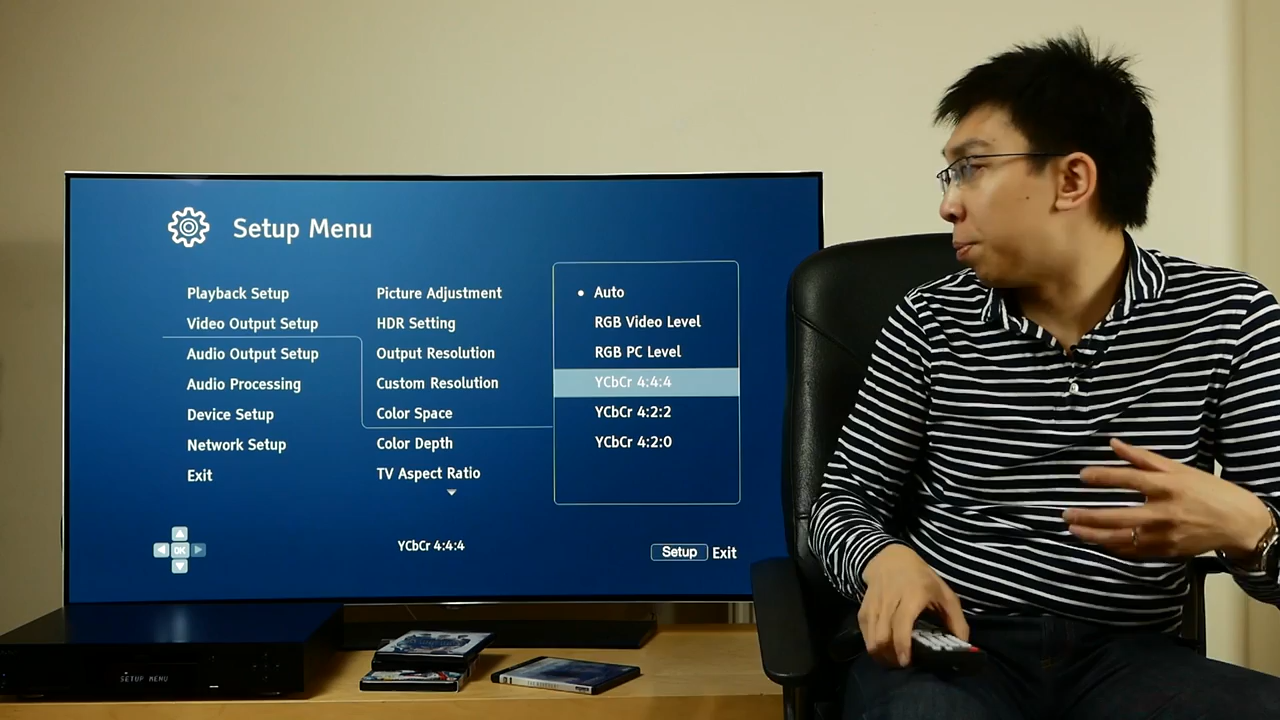 Setup Menu
Playback Setup
Video Output Setup
Audio Output Setup
Audio Processing
Device Setup
Network Setup
Exit
Picture Adjustment
HDR Setting
Output Resolution
Custom Resolution
Color Space
Color Depth
TV Aspect Ratio
Auto
RGB Video Level
RGB PC Level
YCbCr 4:4:4
YCbCr 4:2:2
YCbCr 4:2:0
OK
YCbCr 4:4:4
Setup Exit
SETUP MENU